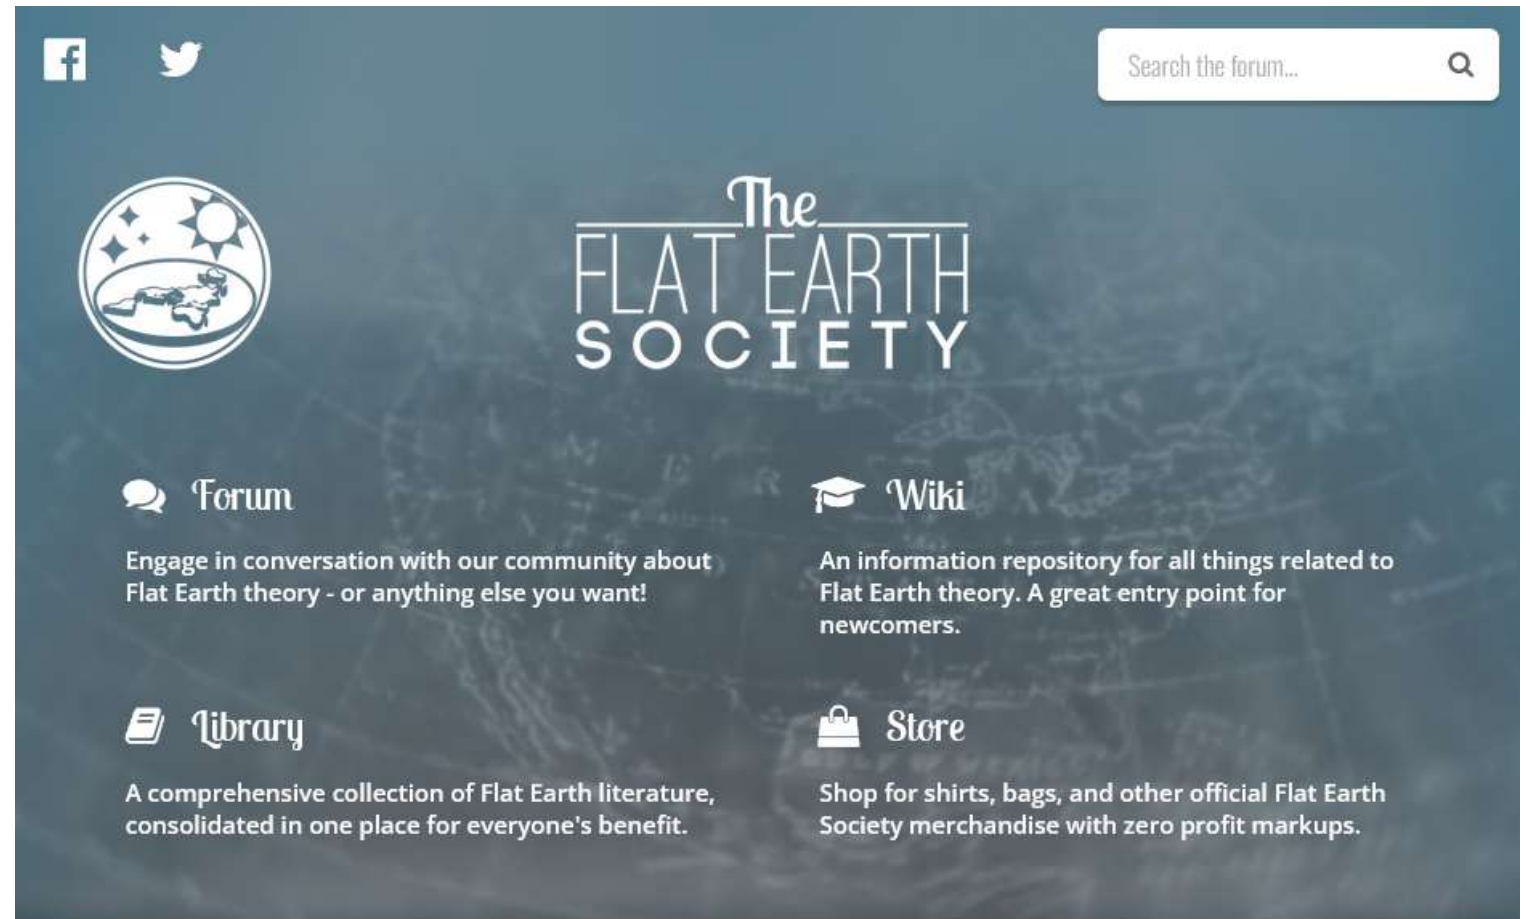 Search the forum...
The
FLAT EARTH
SOCIETY
Forum
Engage in conversation with our community about
Flat Earth theory - or anything else you want!
Wiki
An information repository for all things related to
Flat Earth theory. A great entry point for
newcomers.
Library
A comprehensive collection of Flat Earth literature,
consolidated in one place for everyone's benefit.
Store
Shop for shirts, bags, and other official Flat Earth
Society merchandise with zero profit markups.